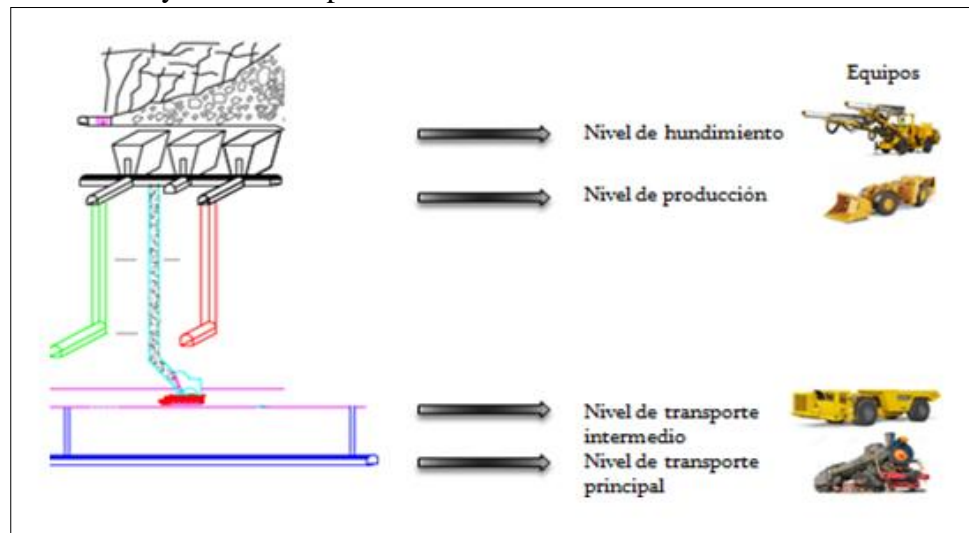 Equipos
Nivel de hundimiento
Nivel de producción
Nivel de transporte
intermedio
Nivel de transporte
principal